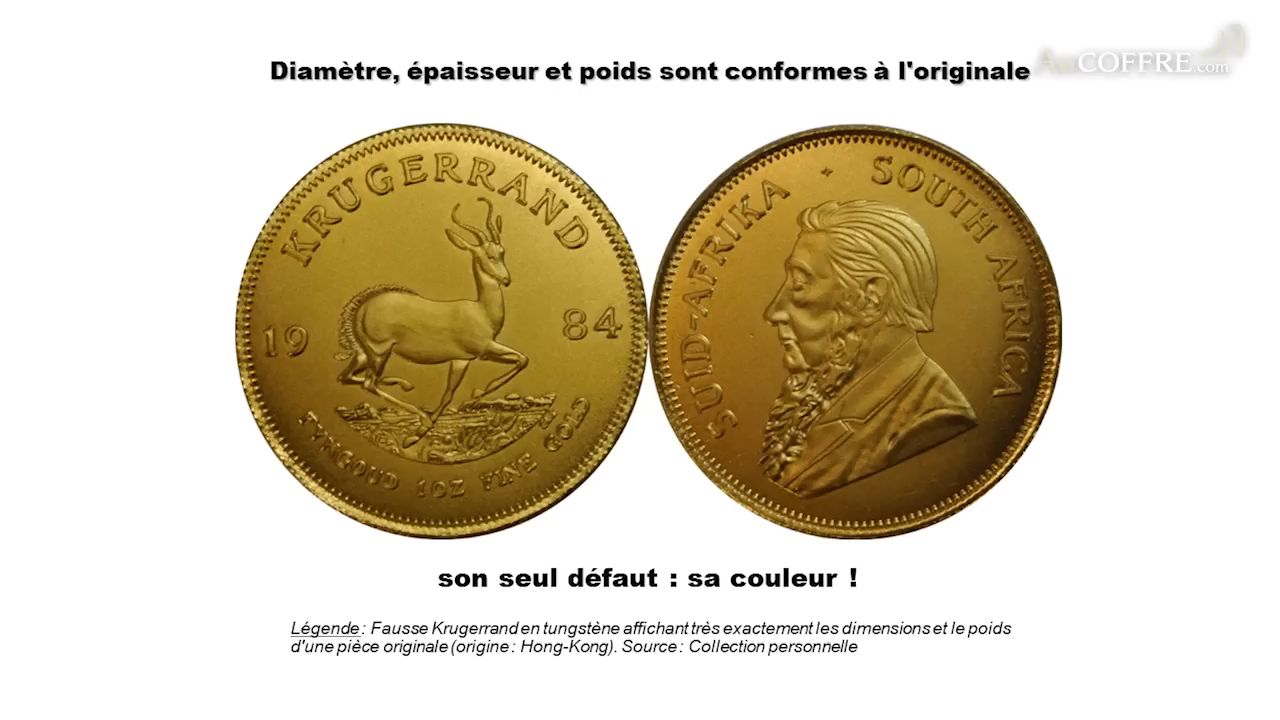 AuCOFFRE.com
Diamètre, épaisseur et poids sont conformes à l'originale
KRUGERRAND
19 84
FYNGOUD 1OZ FINE GOLD
SUID-AFRIKA · SOUTH AFRICA
son seul défaut : sa couleur !
Légende : Fausse Krugerrand en tungstène affichant très exactement les dimensions et le poids
d'une pièce originale (origine : Hong-Kong). Source : Collection personnelle